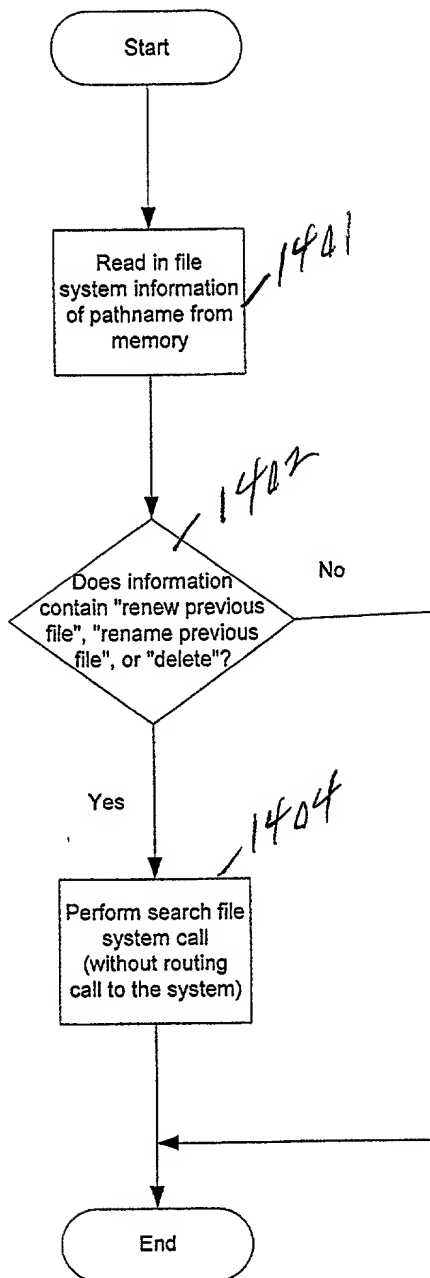 Start
Read in file
system information
of pathname from
memory
1401
1402
Does information
contain "renew previous
file", "rename previous
file", or "delete"?
No
Yes
1404
Perform search file
system call
(without routing
call to the system)
End